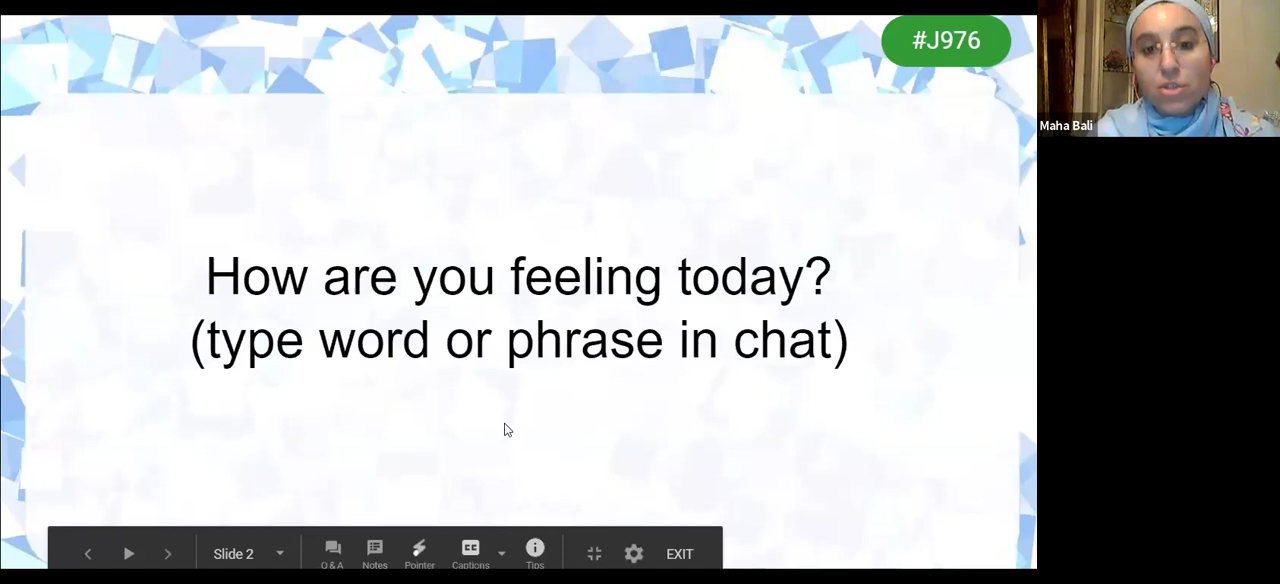 #J976
Maha Bali
How are you feeling today?
(type word or phrase in chat)
Slide 2
Q & A Notes Pointer Captions Tips
EXIT